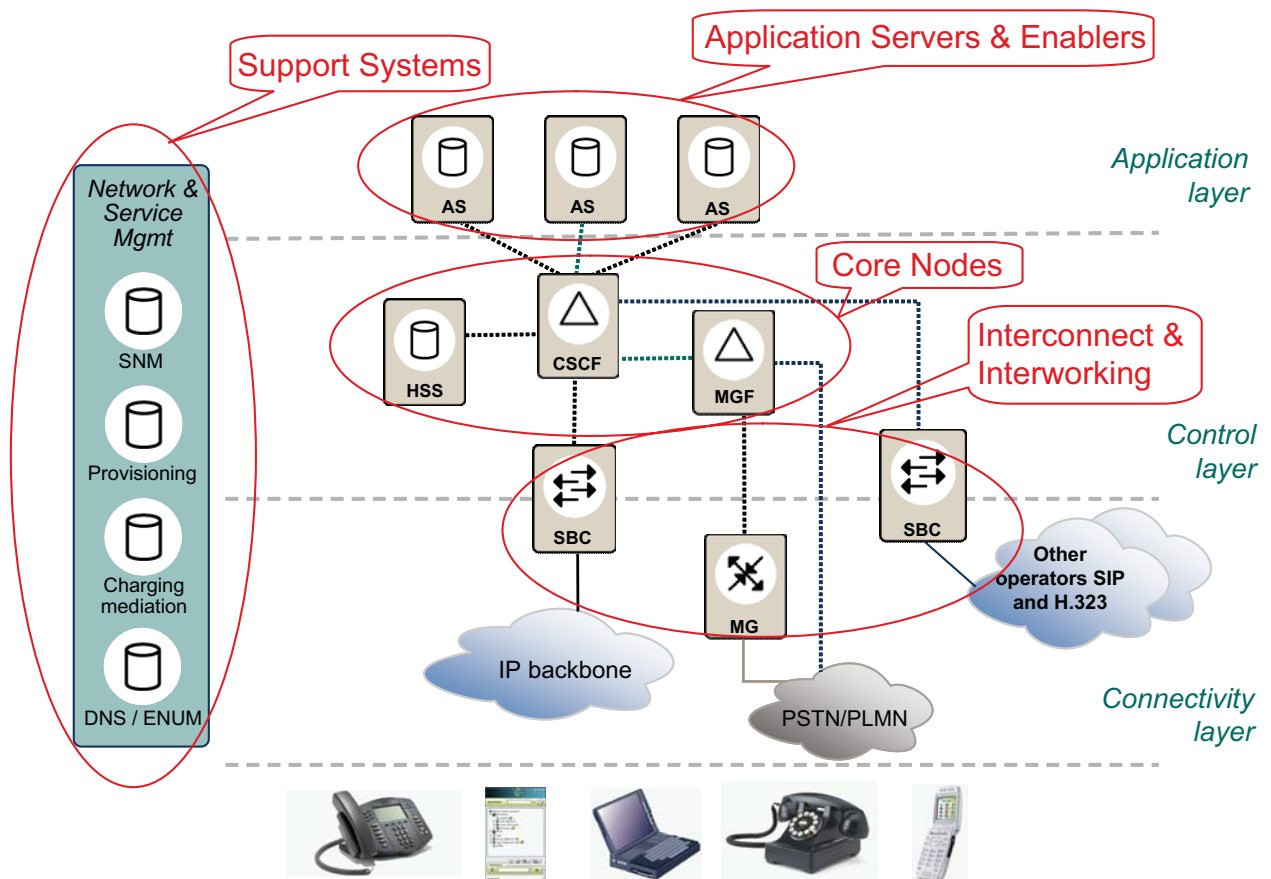 Application Servers & Enablers
Support Systems
Network &
Service
Mgmt
SNM
Provisioning
Charging
mediation
DNS / ENUM
AS
AS
AS
Application
layer
Core Nodes
HSS
CSCF
MGF
Interconnect &
Interworking
Control
layer
SBC
SBC
MG
Other
operators SIP
and H.323
IP backbone
PSTN/PLMN
Connectivity
layer